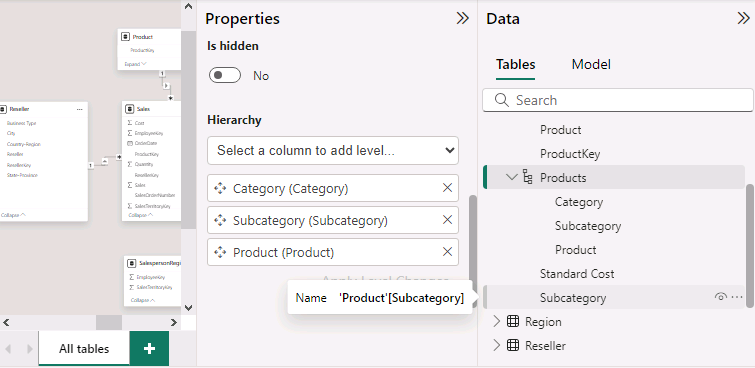 Product
ProductKey
Expand
Reseller
Business Type
City
Country-Region
Reseller
ResellerKey
State-Province
Collapse
Sales
Cost
EmployeeKey
OrderDate
ProductKey
Quantity
ResellerKey
Sales
SalesOrderNumber
SalesTerritoryKey
Collapse
SalespersonRegi
EmployeeKey
SalesTerritoryKey
Collapse
All tables
Properties
Is hidden
No
Hierarchy
Select a column to add level...
Category (Category)
Subcategory (Subcategory)
Product (Product)
Apply Level Changes
Name 'Product'[Subcategory]
Data
Tables Model
Search
Product
ProductKey
Products
Category
Subcategory
Product
Standard Cost
Subcategory
Region
Reseller